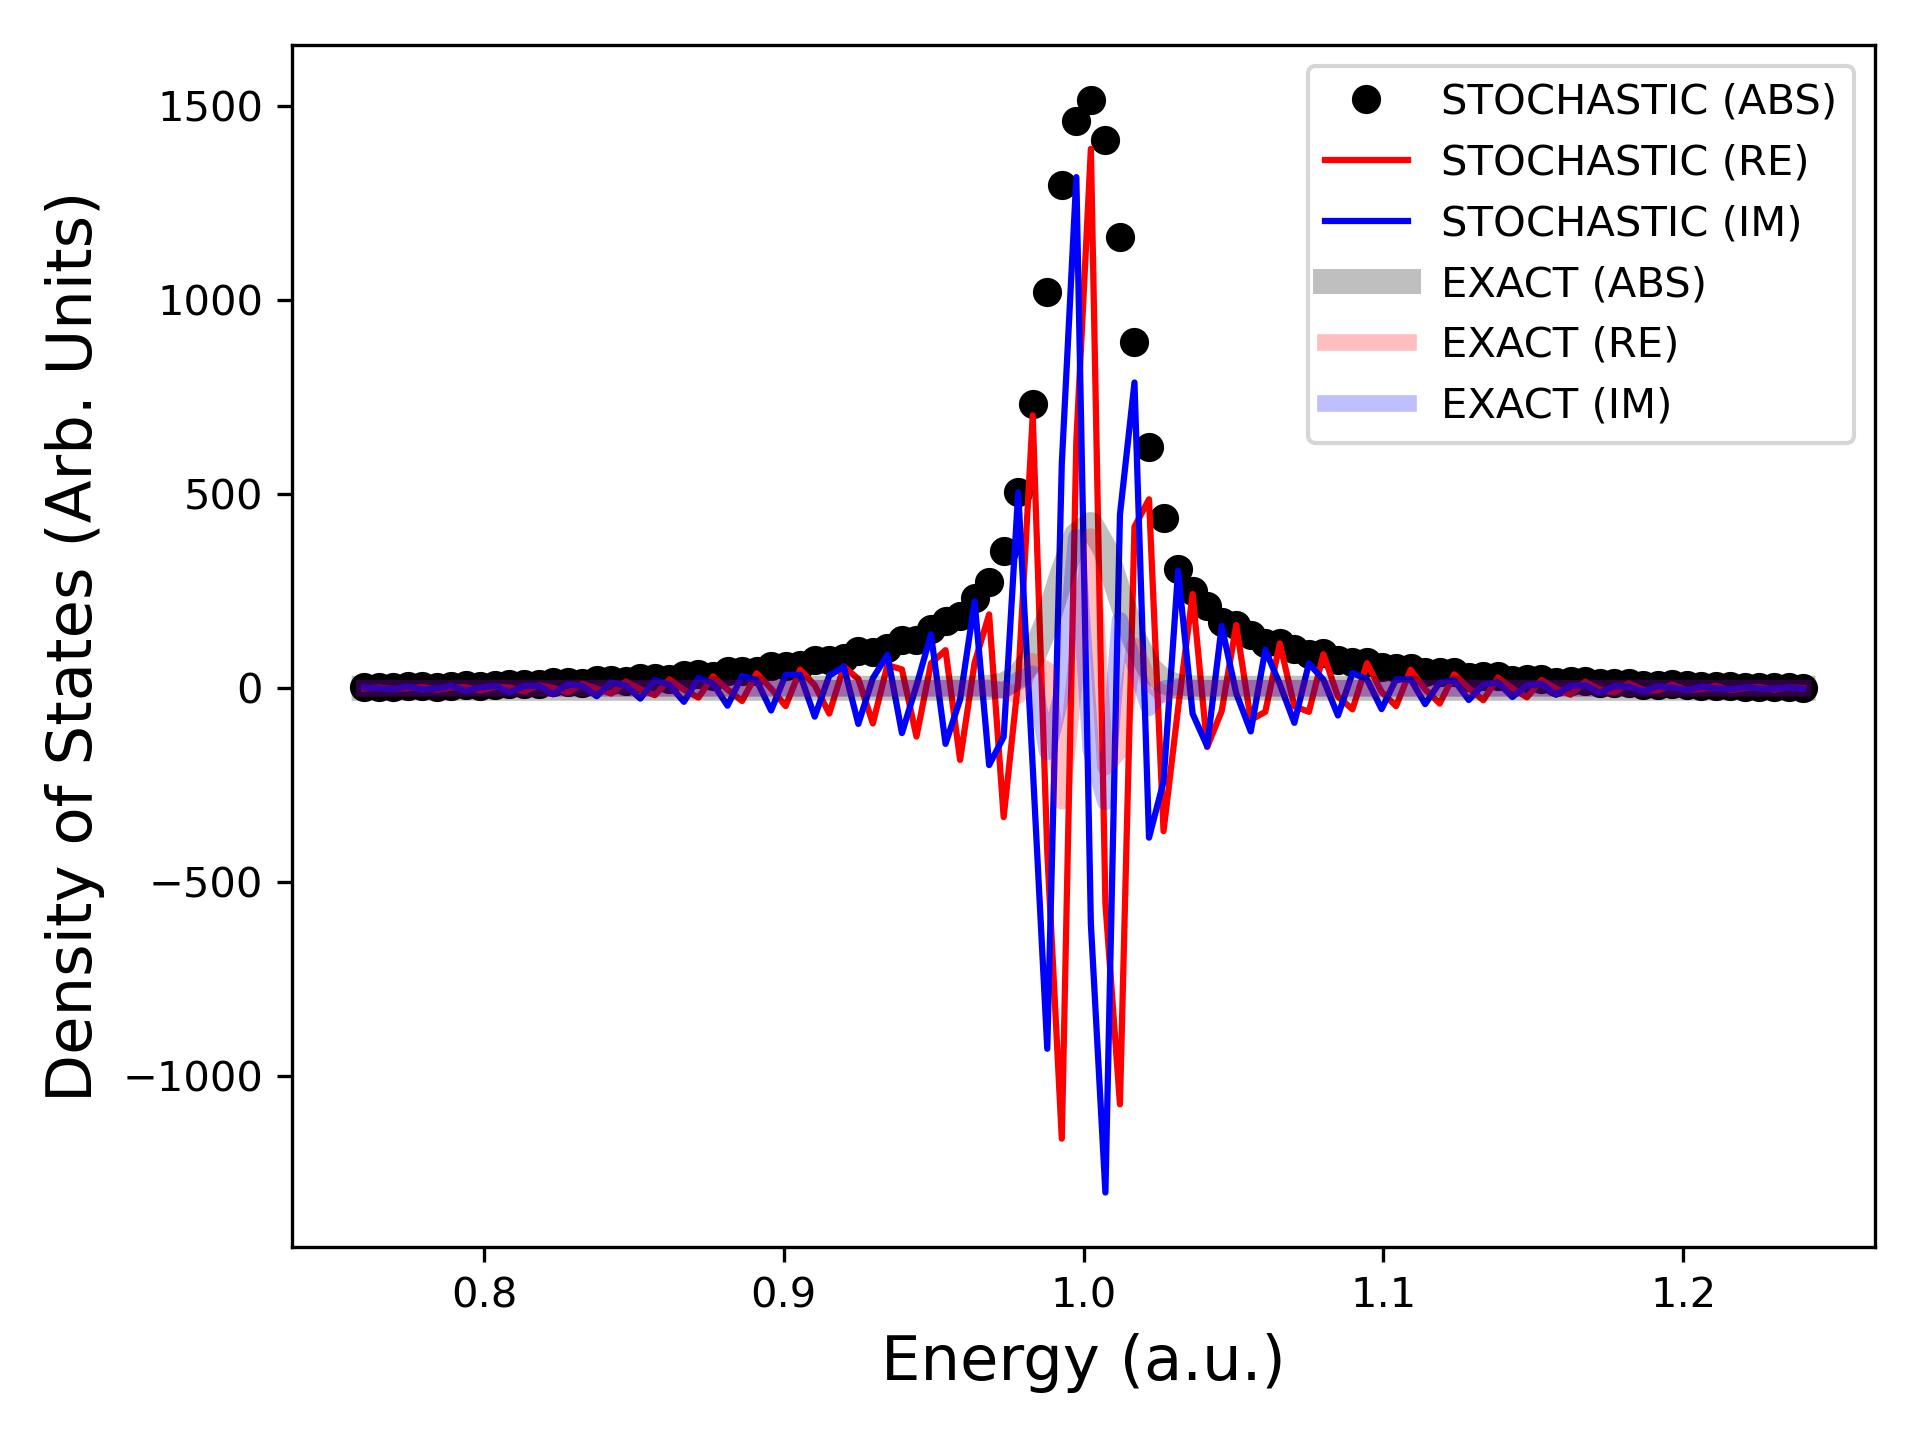 1500
1000
500
0
−500
−1000
Density of States (Arb. Units)
STOCHASTIC (ABS)
STOCHASTIC (RE)
STOCHASTIC (IM)
EXACT (ABS)
EXACT (RE)
EXACT (IM)
0.8 0.9 1.0 1.1 1.2
Energy (a.u.)